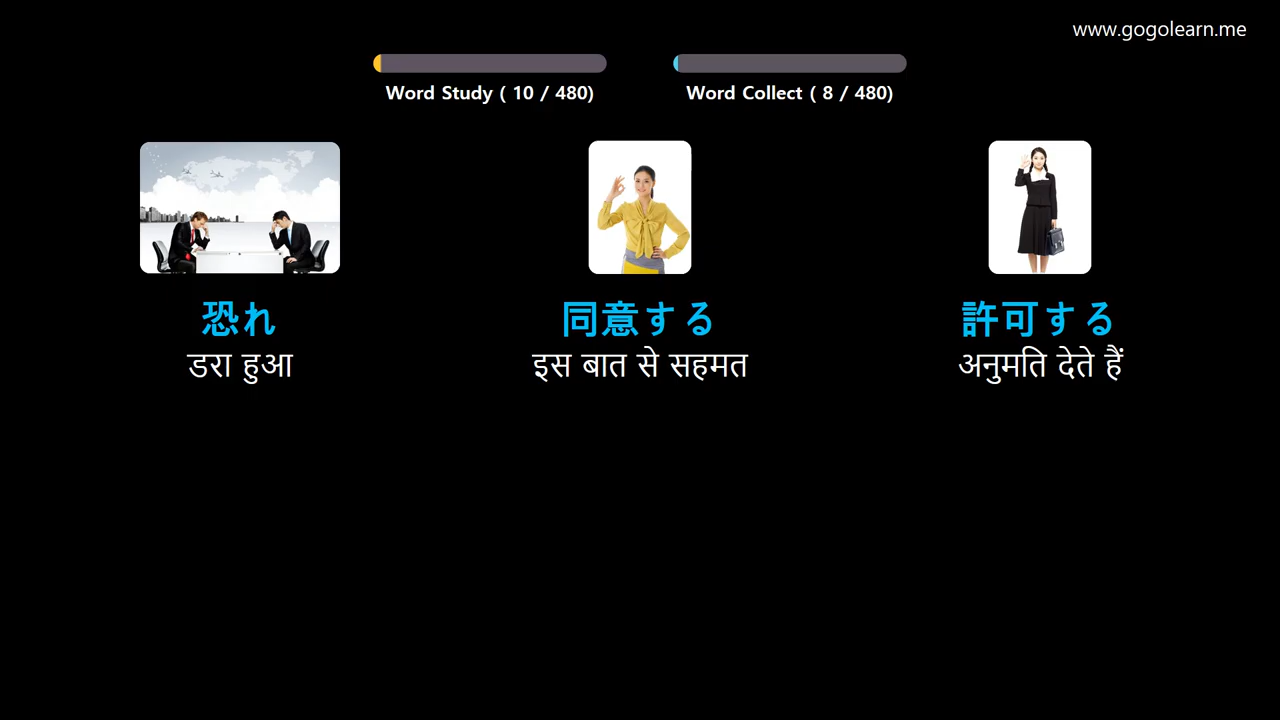 www.gogolearn.me
Word Study ( 10 / 480)
Word Collect ( 8 / 480)
恐れ
डरा हुआ
同意する
इस बात से सहमत
許可する
अनुमति देते हैं